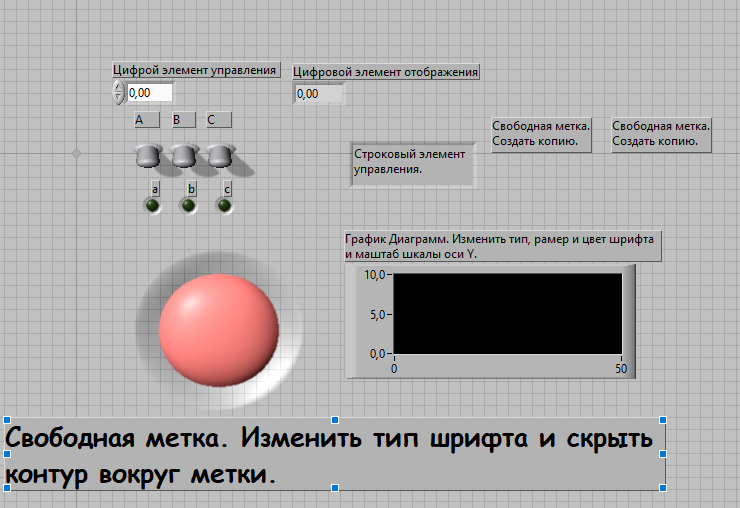 Цифрой элемент управления
0,00
Цифровой элемент отображения
0,00
A B C
a b c
Строковый элемент
управления.
Свободная метка.
Создать копию.
Свободная метка.
Создать копию.
График Диаграмм. Изменить тип, рамер и цвет шрифта
и маштаб шкалы оси Y.
10,0
5,0
0,0
0 50
Свободная метка. Изменить тип шрифта и скрыть
контур вокруг метки.